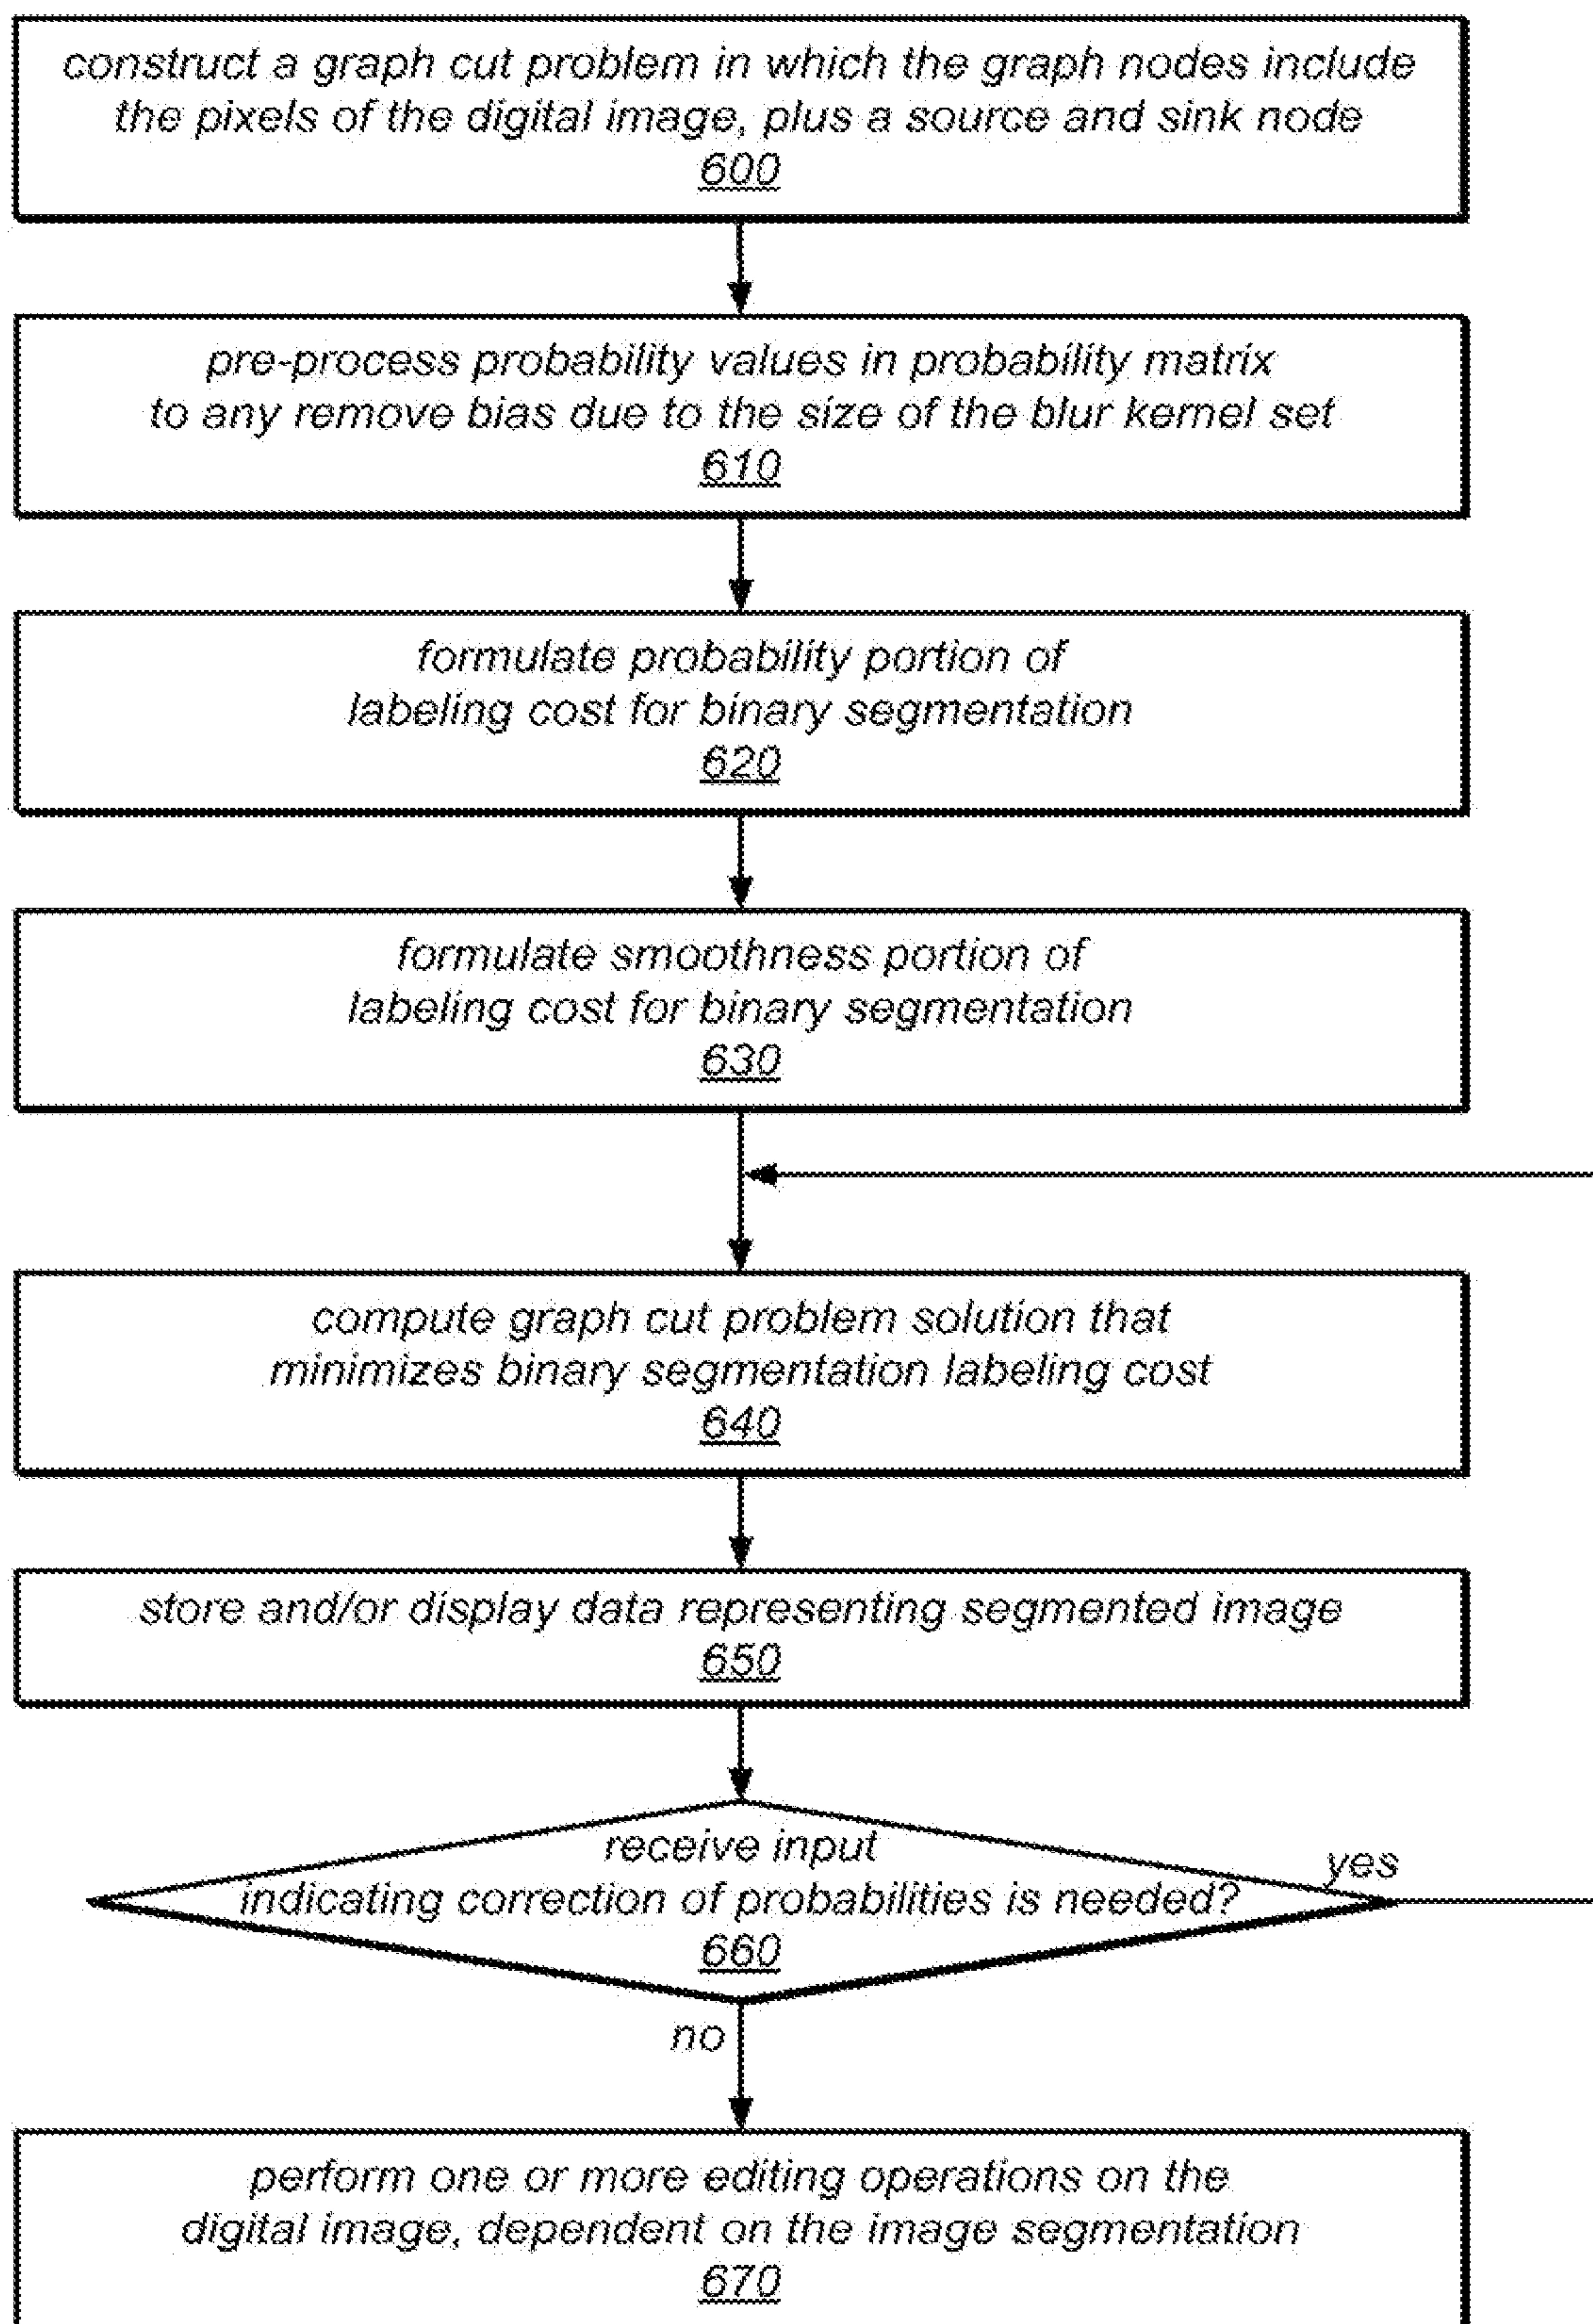 construct a graph cut problem in which the graph nodes include
the pixels of the digital image, plus a source and sink node
600
pre-process probability values in probability matrix
to any remove bias due to the size of the blur kernel set
610
formulate probability portion of
labeling cost for binary segmentation
620
formulate smoothness portion of
labeling cost for binary segmentation
630
compute graph cut problem solution that
minimizes binary segmentation labeling cost
640
store and/or display data representing segmented image
650
receive input
yes
indicating correction of probabilities is needed?
660
no
perform one or more editing operations on the
digital image, dependent on the image segmentation
670